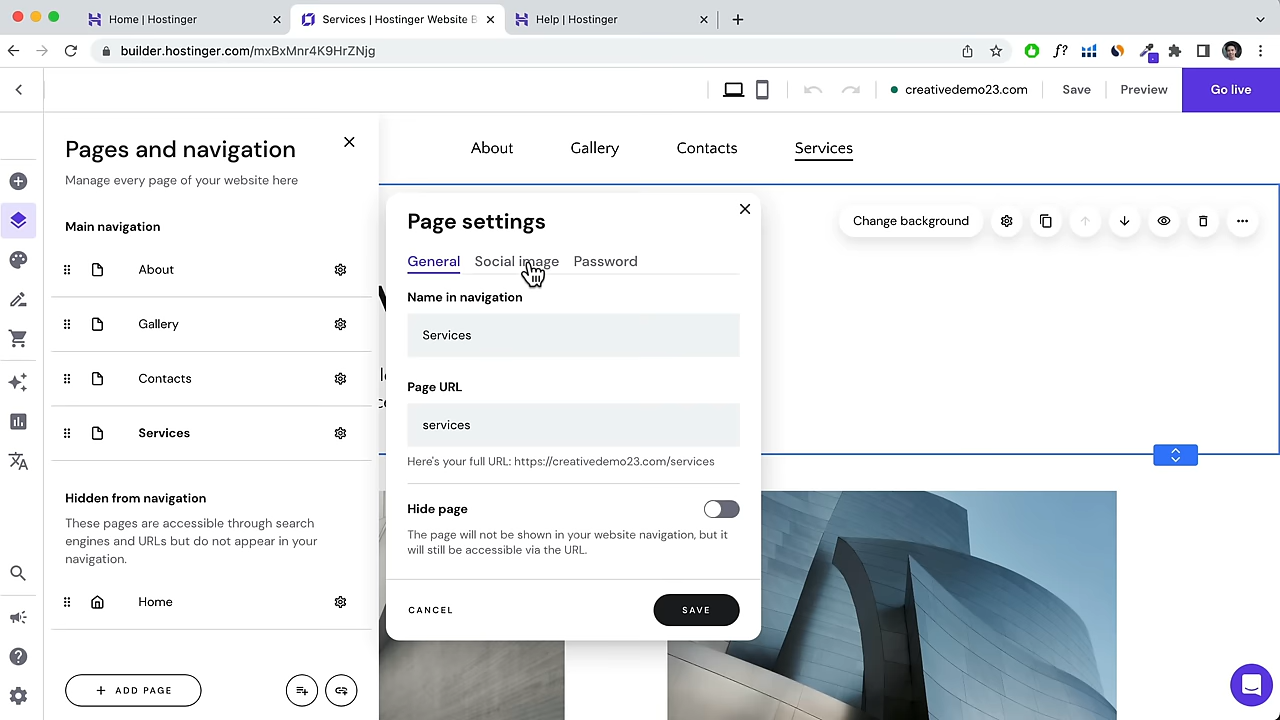 Home | Hostinger
Services | Hostinger Website B
Help | Hostinger
builder.hostinger.com/mxBxMnr4K9HrZNjg
f?
creativedemo23.com
Save
Preview
Go live
Pages and navigation
Manage every page of your website here
Main navigation
About
Gallery
Contacts
Services
Hidden from navigation
These pages are accessible through search
engines and URLs but do not appear in your
navigation.
Home
+ ADD PAGE
About
Gallery
Contacts
Services
Change background
Page settings
General
Social image
Password
Name in navigation
Services
Page URL
services
Here's your full URL: https://creativedemo23.com/services
Hide page
The page will not be shown in your website navigation, but it
will still be accessible via the URL.
CANCEL
SAVE